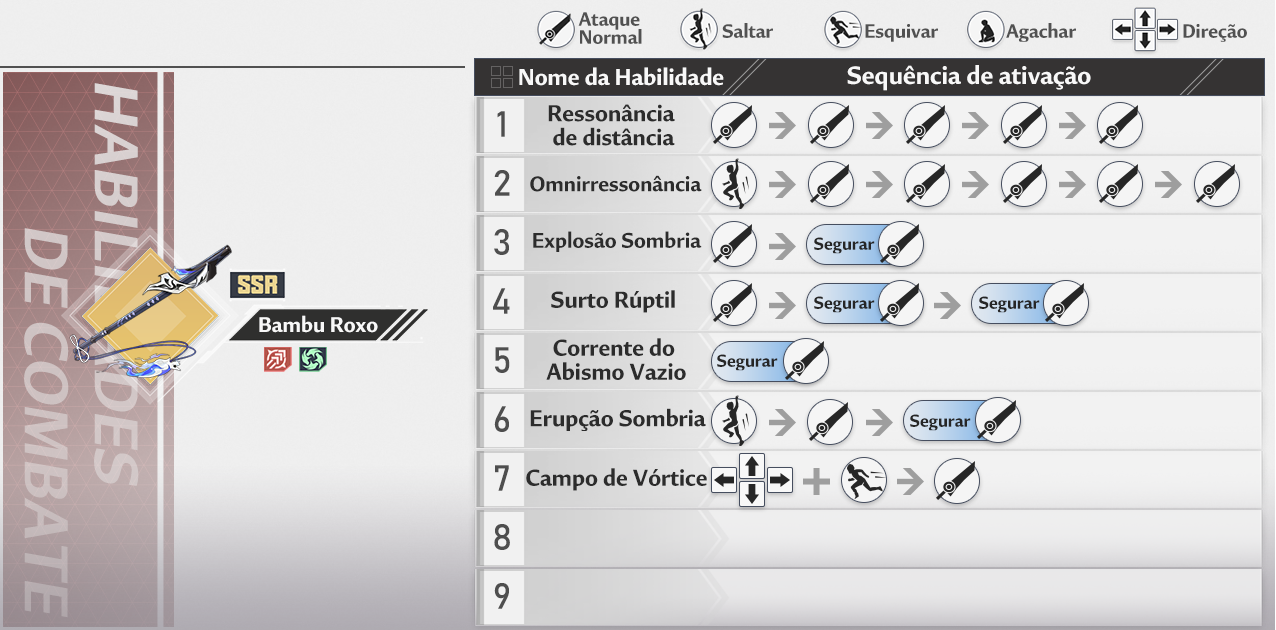 Ataque
Normal
Saltar
Esquivar
Agachar
Direção
HABILIDADES
DE COMBATE
SSR
Bambu Roxo
Nome da Habilidade
Sequência de ativação
1
Ressonância
de distância
2
Omnirressonância
3
Explosão Sombria
Segurar
4
Surto Rúptil
Segurar
Segurar
5
Corrente do
Abismo Vazio
Segurar
6
Erupção Sombria
Segurar
7
Campo de Vórtice
8
9